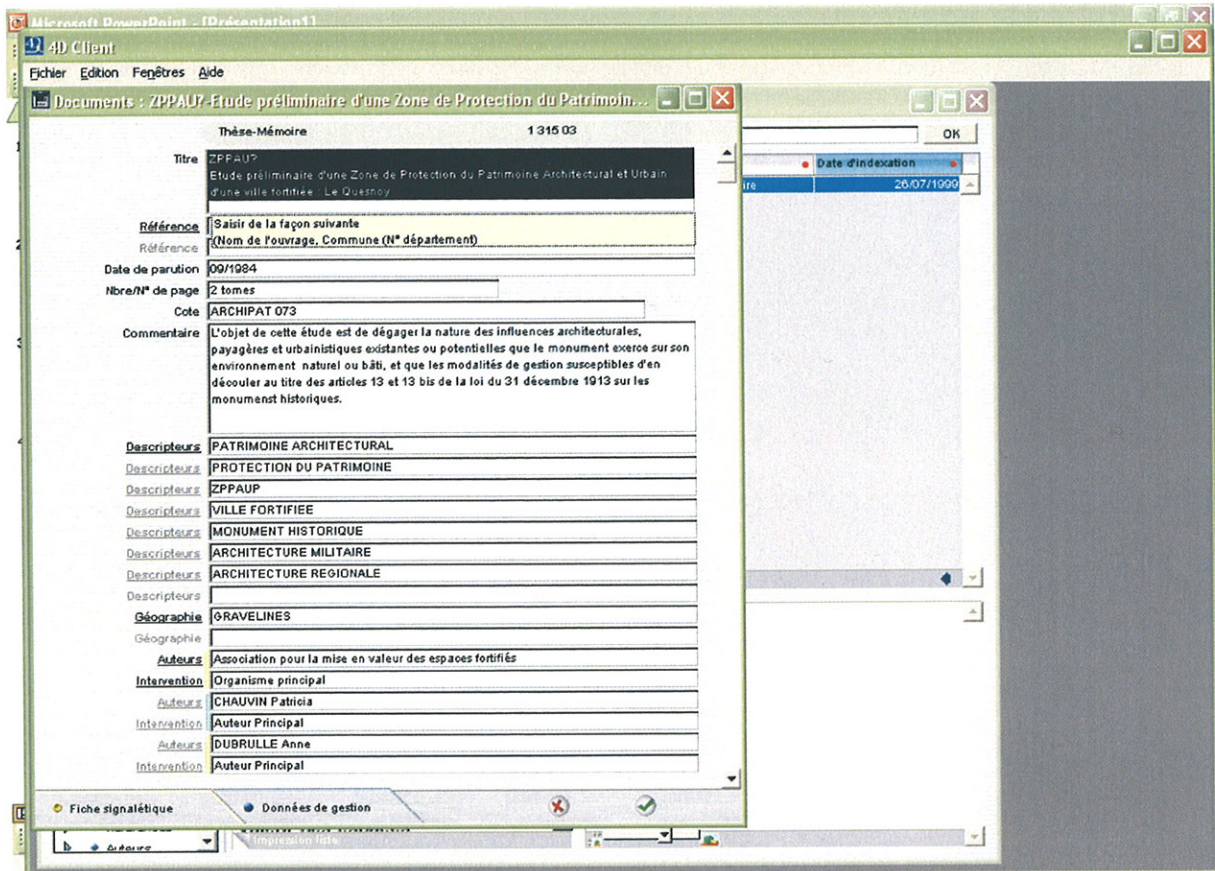 Microsoft PowerPoint - [Présentation1]
4D Client
Fichier Edition Fenêtres Aide
Documents : ZPPAU?-Etude préliminaire d'une Zone de Protection du Patrimoin...
Thèse-Mémoire 1 315 03
OK
Titre ZPPAU?
Etude préliminaire d'une Zone de Protection du Patrimoine Architectural et Urbain
d'une ville fortifiée : Le Quesnoy
Date d'indexation
ire 26/07/1999
Référence Saisir de la façon suivante
Référence (Nom de l'ouvrage, Commune (N° département)
Date de parution 09/1984
Nbre/N° de page 2 tomes
Cote ARCHIPAT 073
Commentaire L'objet de cette étude est de dégager la nature des influences architecturales,
payagères et urbainistiques existantes ou potentielles que le monument exerce sur son
environnement naturel ou bâti, et que les modalités de gestion susceptibles d'en
découler au titre des articles 13 et 13 bis de la loi du 31 décembre 1913 sur les
monumenst historiques.
Descripteurs PATRIMOINE ARCHITECTURAL
Descripteurs PROTECTION DU PATRIMOINE
Descripteurs ZPPAUP
Descripteurs VILLE FORTIFIEE
Descripteurs MONUMENT HISTORIQUE
Descripteurs ARCHITECTURE MILITAIRE
Descripteurs ARCHITECTURE REGIONALE
Descripteurs
Géographie GRAVELINES
Géographie
Auteurs Association pour la mise en valeur des espaces fortifiés
Intervention Organisme principal
Auteurs CHAUVIN Patricia
Intervention Auteur Principal
Auteurs DUBRULLE Anne
Intervention Auteur Principal
Fiche signalétique Données de gestion
Auteurs Impression liste